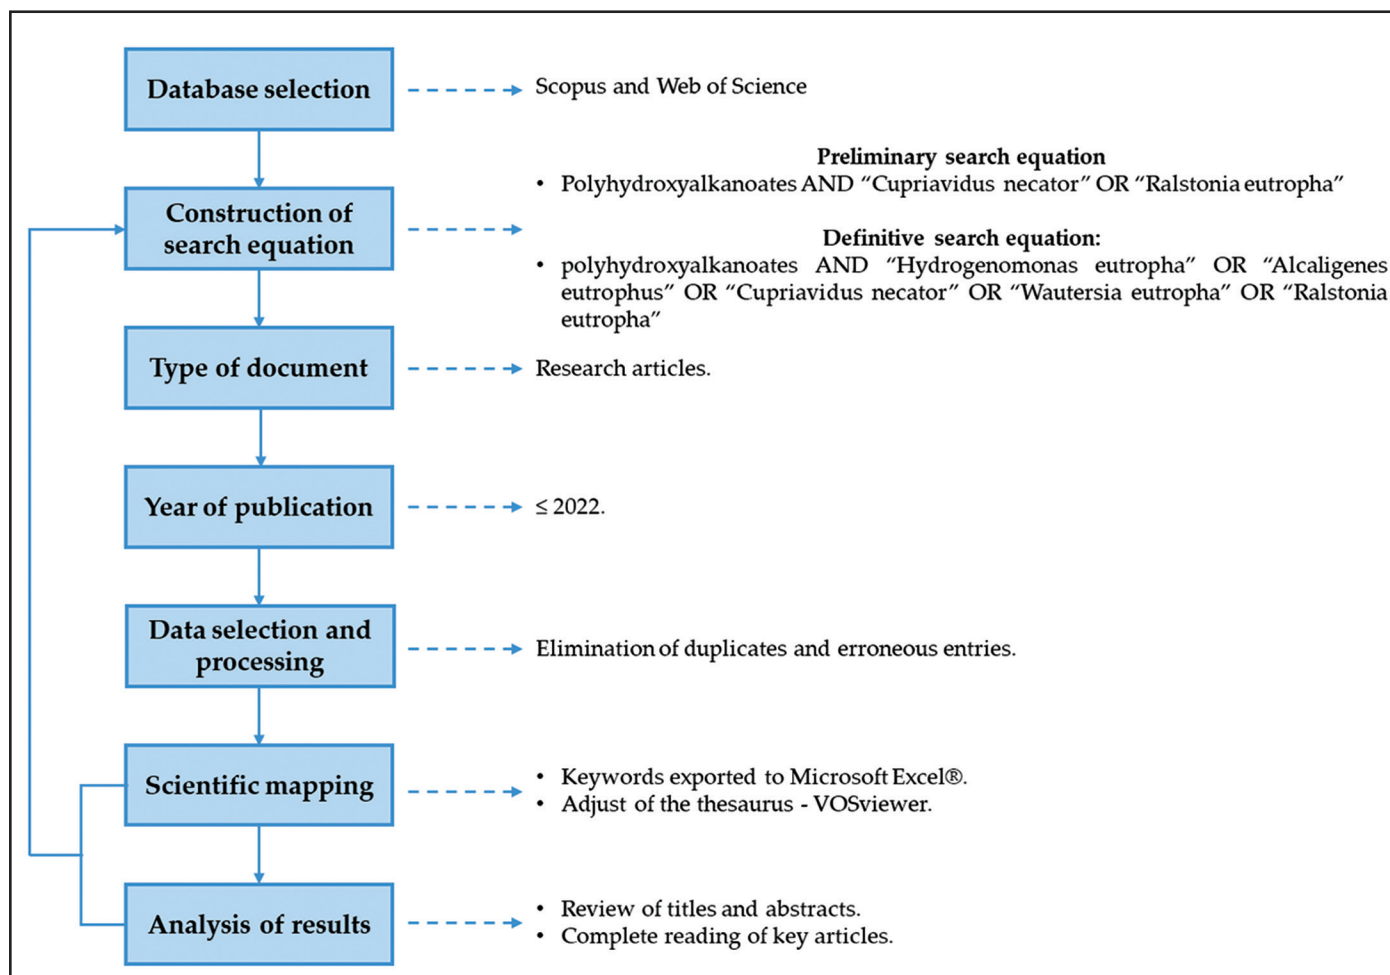 Database selection
Scopus and Web of Science
Preliminary search equation
• Polyhydroxyalkanoates AND “Cupriavidus necator” OR “Ralstonia eutropha”
Construction of
search equation
Definitive search equation:
• polyhydroxyalkanoates AND “Hydrogenomonas eutropha” OR “Alcaligenes
eutrophus” OR “Cupriavidus necator” OR “Wautersia eutropha” OR “Ralstonia
eutropha”
Type of document
Research articles.
Year of publication
≤ 2022.
Data selection and
processing
Elimination of duplicates and erroneous entries.
Scientific mapping
• Keywords exported to Microsoft Excel®.
• Adjust of the thesaurus - VOSviewer.
Analysis of results
• Review of titles and abstracts.
• Complete reading of key articles.